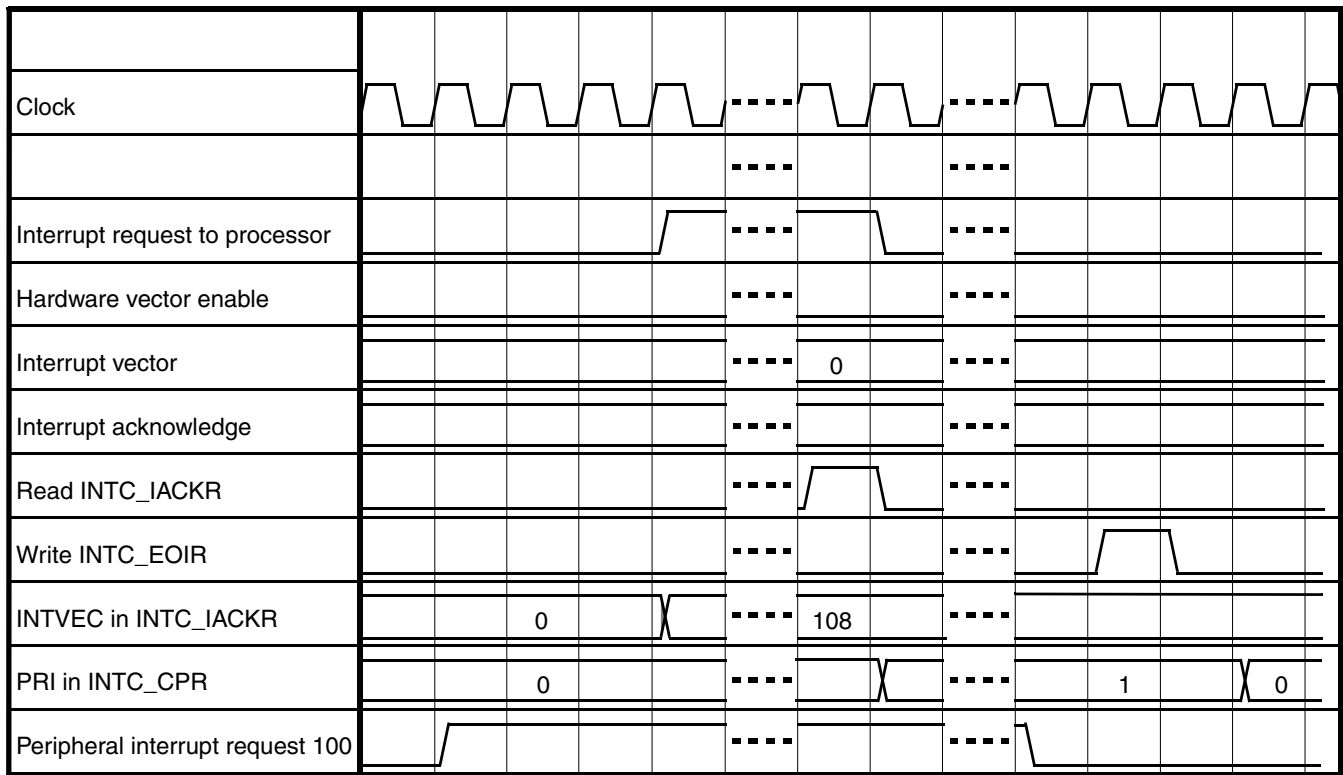 Clock
Interrupt request to processor
Hardware vector enable
Interrupt vector
0
Interrupt acknowledge
Read INTC_IACKR
Write INTC_EOIR
INTVEC in INTC_IACKR
0
108
PRI in INTC_CPR
0
1
0
Peripheral interrupt request 100